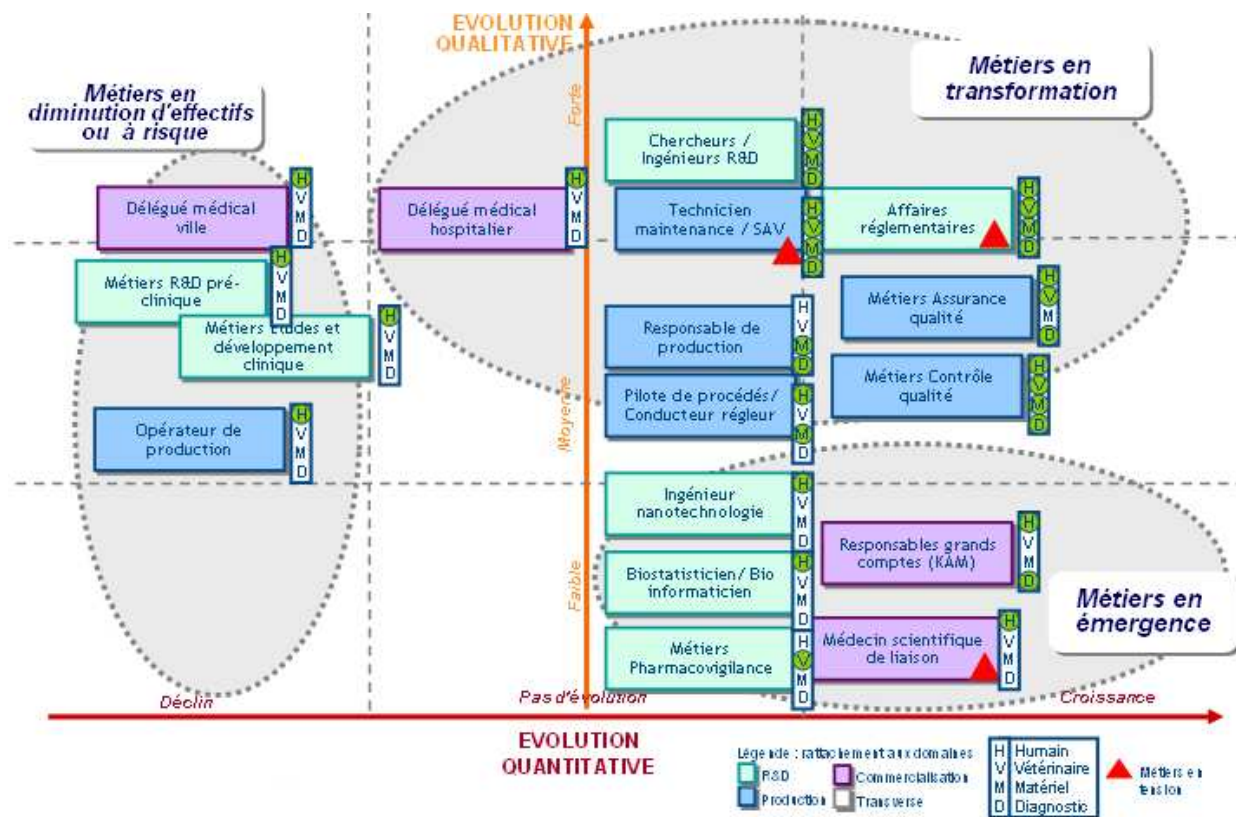 EVOLUTION
QUALITATIVE
Forte
Moyenne
Faible
Métiers en
diminution d'effectifs
ou à risque
Métiers en
transformation
Chercheurs /
Ingénieurs R&D
H
V
M
D
Délégué médical
ville
H
V
M
D
Délégué médical
hospitalier
H
V
M
D
Technicien
maintenance / SAV
H
V
M
D
Affaires
réglementaires
H
V
M
D
Métiers R&D pré-
clinique
H
V
M
D
Métiers Etudes et
développement
clinique
H
V
M
D
Responsable de
production
H
V
M
D
Métiers Assurance
qualité
H
V
M
D
Pilote de procédés/
Conducteur régleur
H
V
M
D
Métiers Contrôle
qualité
H
V
M
D
Opérateur de
production
H
V
M
D
Ingénieur
nanotechnologie
H
V
M
D
Responsables grands
comptes (KAM)
H
V
M
D
Biostatisticien/ Bio
informaticien
H
V
M
D
Métiers en
émergence
Métiers
Pharmacovigilance
H
V
M
D
Médecin scientifique
de liaison
H
V
M
D
Déclin
Pas d'évolution
Croissance
EVOLUTION
QUANTITATIVE
Légende : rattachement aux domaines
R&D
Commercialisation
Production
Transverse
H Humain
V Vétérinaire
M Matériel
D Diagnostic
Métiers en
tension